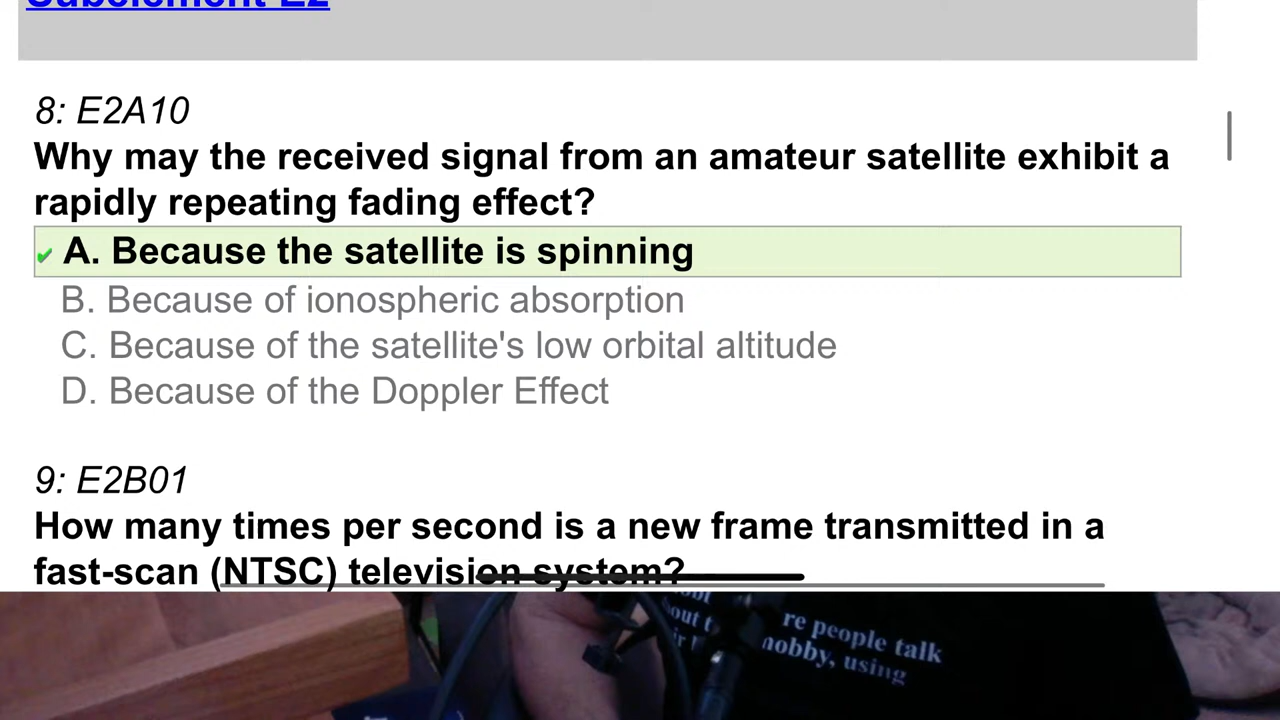 Subelement E2
8: E2A10
Why may the received signal from an amateur satellite exhibit a
rapidly repeating fading effect?
A. Because the satellite is spinning
B. Because of ionospheric absorption
C. Because of the satellite's low orbital altitude
D. Because of the Doppler Effect
9: E2B01
How many times per second is a new frame transmitted in a
fast-scan (NTSC) television system?
re people talk
hobby, using